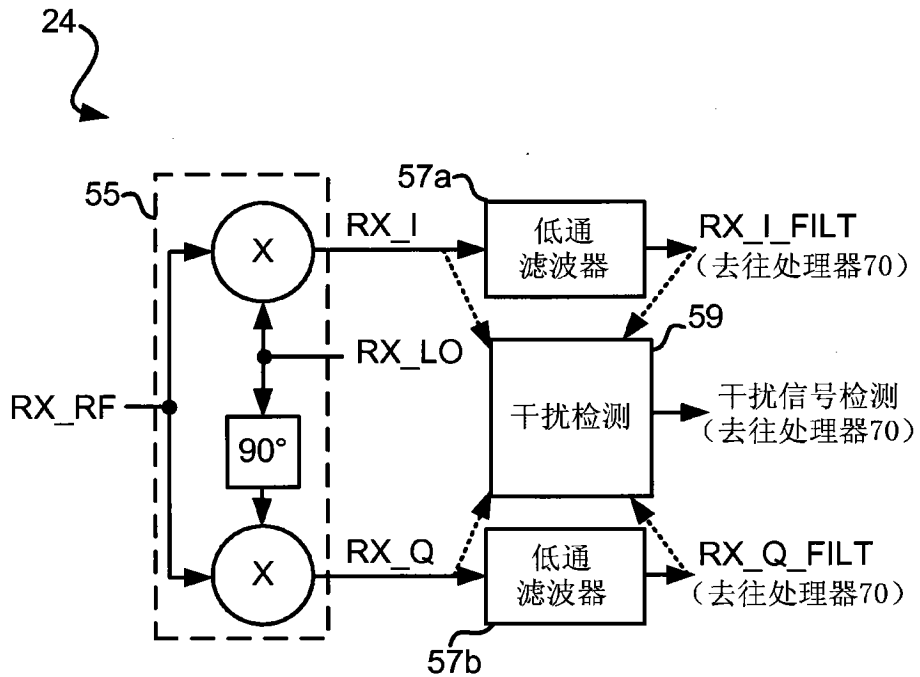 24
55
57a
X
RX_I
低通
滤波器
RX_I_FILT
(去往处理器70)
59
RX_LO
RX_RF
90°
干扰检测
干扰信号检测
(去往处理器70)
X
RX_Q
低通
滤波器
RX_Q_FILT
(去往处理器70)
57b